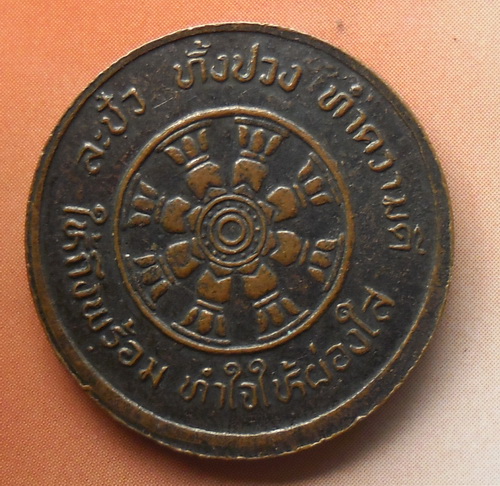 ละชั่ว ทั้งปวง ทำความดี
ให้ถึงพร้อม ทำใจให้ผ่องใส